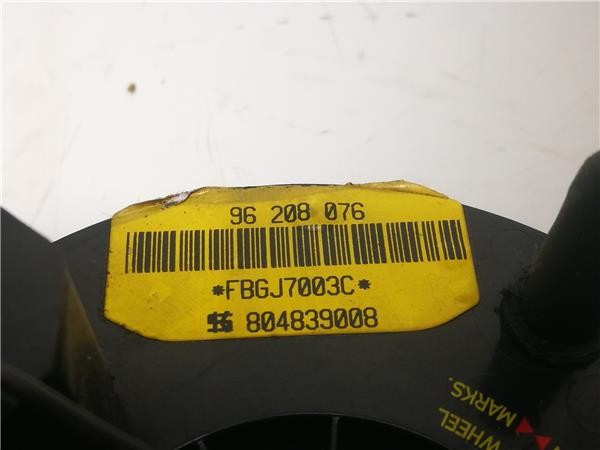 96 208 076
*FBGJ7003C*
804839008
WHEEL
MARKS.